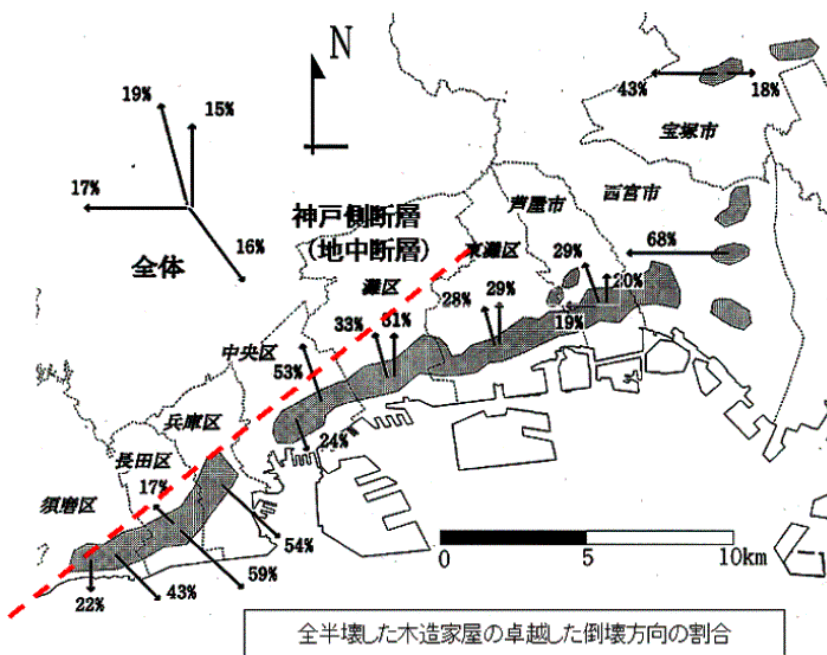 N
19%
15%
17%
16%
全体
43%
18%
宝塚市
西宮市
芦屋市
神戸側断層
(地中断層)
東灘区
灘区
68%
29%
20%
19%
28%
29%
33%
31%
中央区
53%
24%
兵庫区
長田区
17%
須磨区
54%
59%
43%
22%
0
5
10km
全半壊した木造家屋の卓越した倒壊方向の割合